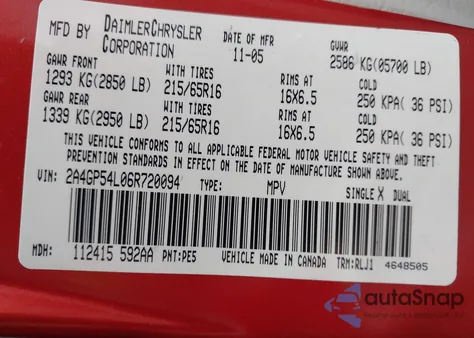 MFD BY DAIMLERCHRYSLER CORPORATION DATE OF MFR 11-05 GVWR 2586 KG(05700 LB)
GAWR FRONT WITH TIRES RIMS AT COLD
1293 KG(2850 LB) 215/65R16 16X6.5 250 KPA( 36 PSI)
GAWR REAR WITH TIRES RIMS AT COLD
1339 KG(2950 LB) 215/65R16 16X6.5 250 KPA( 36 PSI)
THIS VEHICLE CONFORMS TO ALL APPLICABLE FEDERAL MOTOR VEHICLE SAFETY AND THEFT
PREVENTION STANDARDS IN EFFECT ON THE DATE OF MANUFACTURE SHOWN ABOVE.
VIN: 2A4GP54L06R720094 TYPE: MPV SINGLE X DUAL
MDH: 112415 592AA PNT:PE5 VEHICLE MADE IN CANADA TRM:RLJ1 4648505
autoSnap